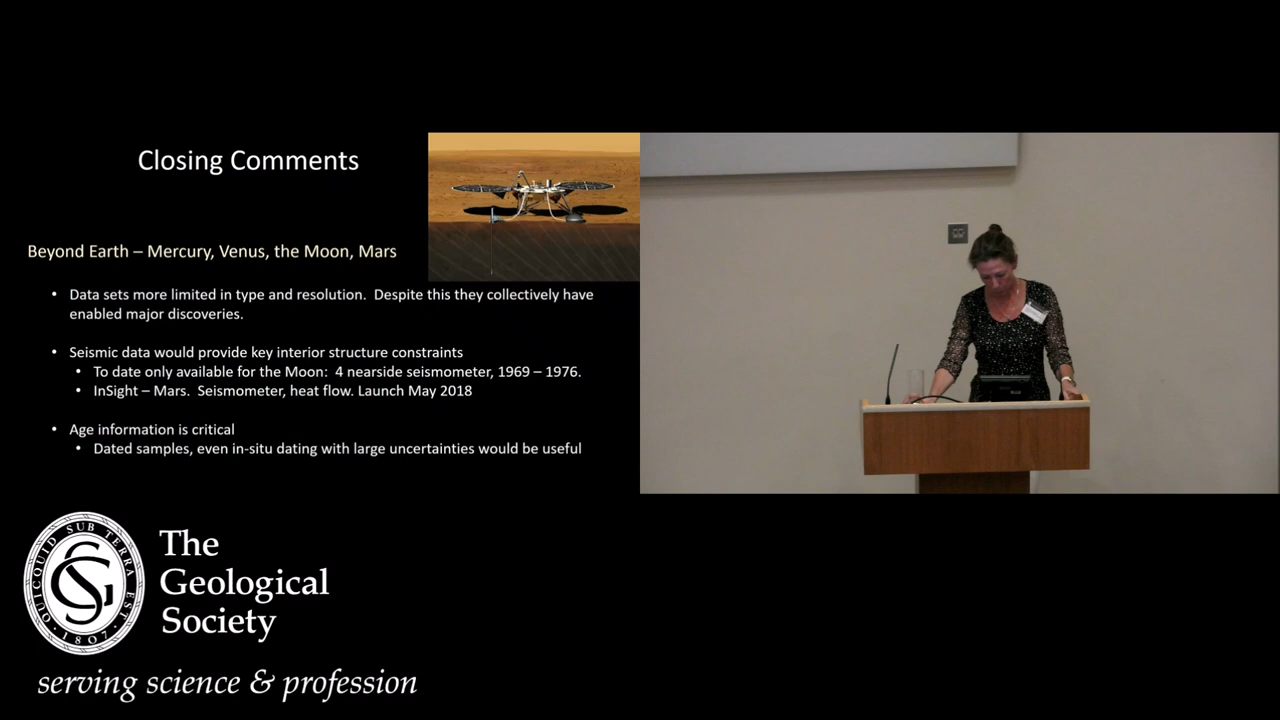 Closing Comments
Beyond Earth – Mercury, Venus, the Moon, Mars
• Data sets more limited in type and resolution. Despite this they collectively have
enabled major discoveries.
• Seismic data would provide key interior structure constraints
• To date only available for the Moon: 4 nearside seismometer, 1969 – 1976.
• InSight – Mars. Seismometer, heat flow. Launch May 2018
• Age information is critical
• Dated samples, even in-situ dating with large uncertainties would be useful
QUICQUID SUB TERRA EST
· 1807 ·
The
Geological
Society
serving science & profession